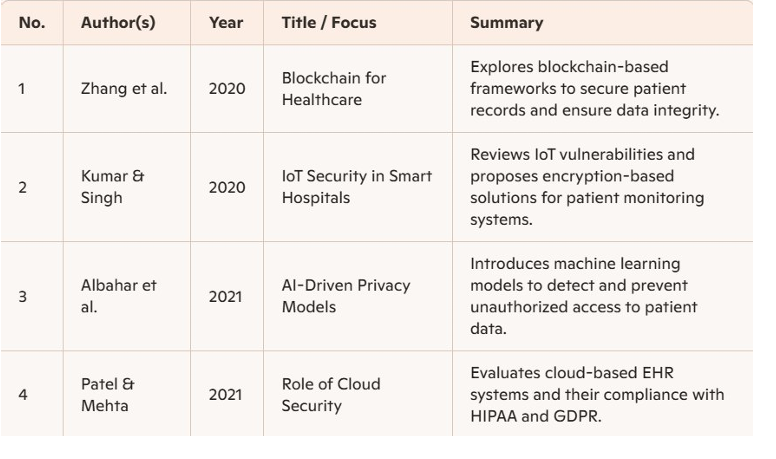 No. Author(s) Year Title / Focus Summary
1 Zhang et al. 2020 Blockchain for Healthcare Explores blockchain-based
frameworks to secure patient
records and ensure data integrity.
2 Kumar & Singh 2020 IoT Security in Smart Hospitals Reviews IoT vulnerabilities and
proposes encryption-based
solutions for patient monitoring
systems.
3 Albahar et al. 2021 AI-Driven Privacy Models Introduces machine learning
models to detect and prevent
unauthorized access to patient
data.
4 Patel & Mehta 2021 Role of Cloud Security Evaluates cloud-based EHR
systems and their compliance with
HIPAA and GDPR.